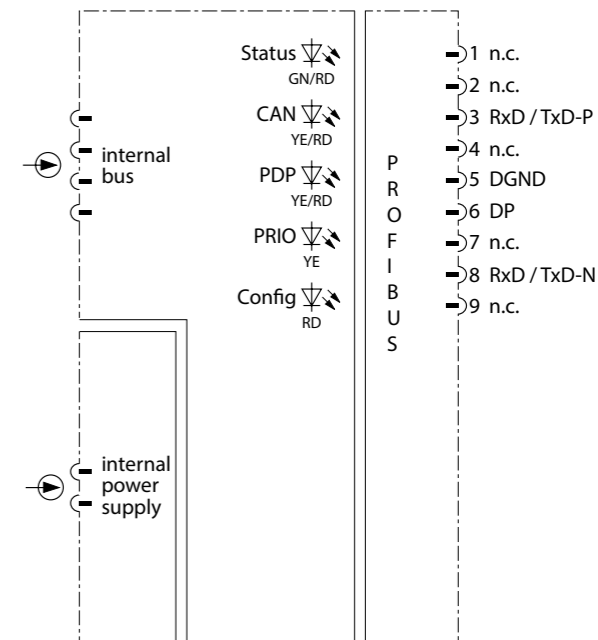 Status
GN/RD
CAN
YE/RD
PDP
YE/RD
PRIO
YE
Config
RD
internal
bus
internal
power
supply
P
R
O
F
I
B
U
S
1 n.c.
2 n.c.
3 RxD / TxD-P
4 n.c.
5 DGND
6 DP
7 n.c.
8 RxD / TxD-N
9 n.c.